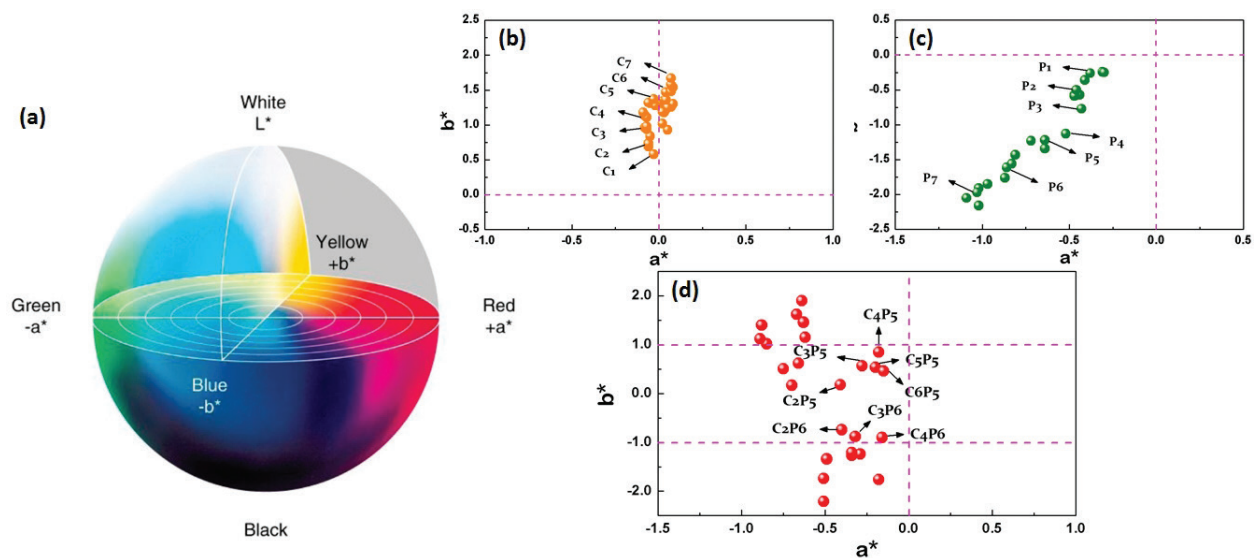 (a)
White
L*
Yellow
+b*
Green
-a*
Red
+a*
Blue
-b*
Black
(b)
b*
2.5
2.0
1.5
1.0
0.5
0.0
-0.5
C7
C6
C5
C4
C3
C2
C1
-1.0 -0.5 0.0 0.5 1.0
a*
(c)
0.5
0.0
-0.5
-1.0
-1.5
-2.0
-2.5
P1
P2
P3
P4
P5
P6
P7
-1.5 -1.0 -0.5 0.0 0.5
a*
(d)
b*
2.0
1.0
0.0
-1.0
-2.0
C4P5
C3P5
C5P5
C6P5
C2P5
C3P6
C2P6
C4P6
-1.5 -1.0 -0.5 0.0 0.5 1.0
a*